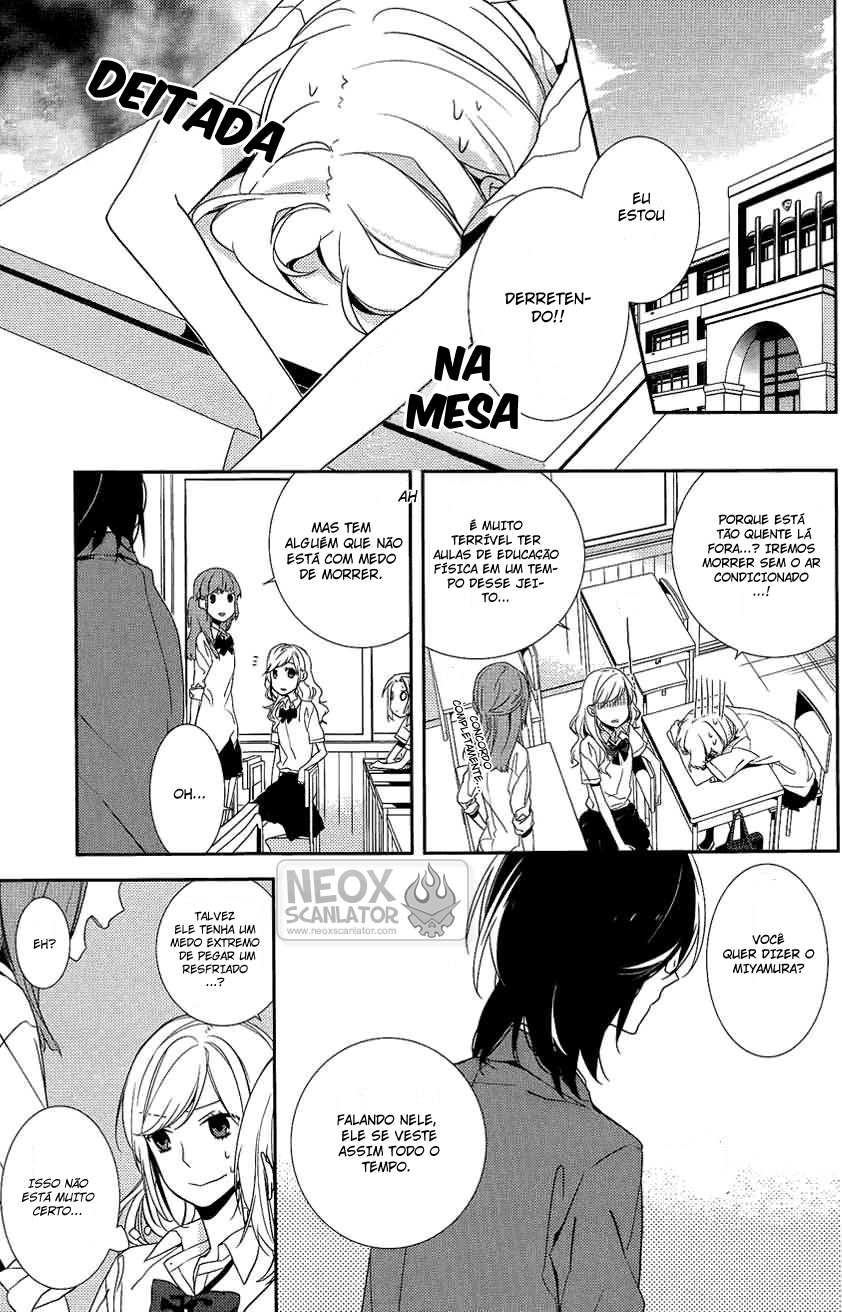 EU
ESTOU
DERRETEN-
DO!!
DEITADA
NA
MESA
PORQUE ESTÁ
TÃO QUENTE LÁ
FORA...? IREMOS
MORRER SEM O AR
CONDICIONADO
...!
É MUITO
TERRÍVEL TER
AULAS DE EDUCAÇÃO
FÍSICA EM UM TEM-
PO DESSE JEI-
TO...
CONCORDO
COMPLETAMENTE...
AH
MAS TEM
ALGUÉM QUE NÃO
ESTÁ COM MEDO
DE MORRER.
OH...
VOCÊ
QUER DIZER O
MIYAMURA?
FALANDO NELE,
ELE SE VESTE
ASSIM TODO O
TEMPO.
TALVEZ
ELE TENHA UM
MEDO EXTREMO
DE PEGAR UM
RESFRIADO
...?
EH?
ISSO NÃO
ESTÁ MUITO
CERTO...
NEOX
SCANLATOR
www.neoxscanlator.com